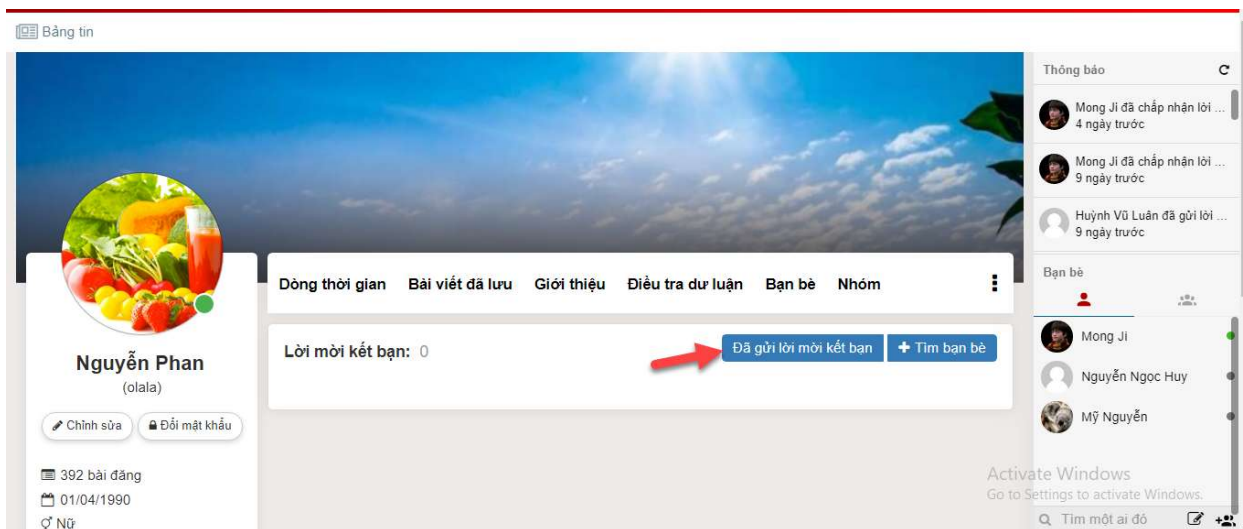 Bảng tin
Thông báo
Mong Ji đã chấp nhận lời ...
4 ngày trước
Mong Ji đã chấp nhận lời ...
9 ngày trước
Huỳnh Vũ Luân đã gửi lời ...
9 ngày trước
Dòng thời gian Bài viết đã lưu Giới thiệu Điều tra dư luận Bạn bè Nhóm
Lời mời kết bạn: 0
Đã gửi lời mời kết bạn
+ Tìm bạn bè
Nguyễn Phan
(olala)
Chỉnh sửa
Đổi mật khẩu
392 bài đăng
01/04/1990
Nữ
Bạn bè
Mong Ji
Nguyễn Ngọc Huy
Mỹ Nguyễn
Activate Windows
Go to Settings to activate Windows.
Tìm một ai đó